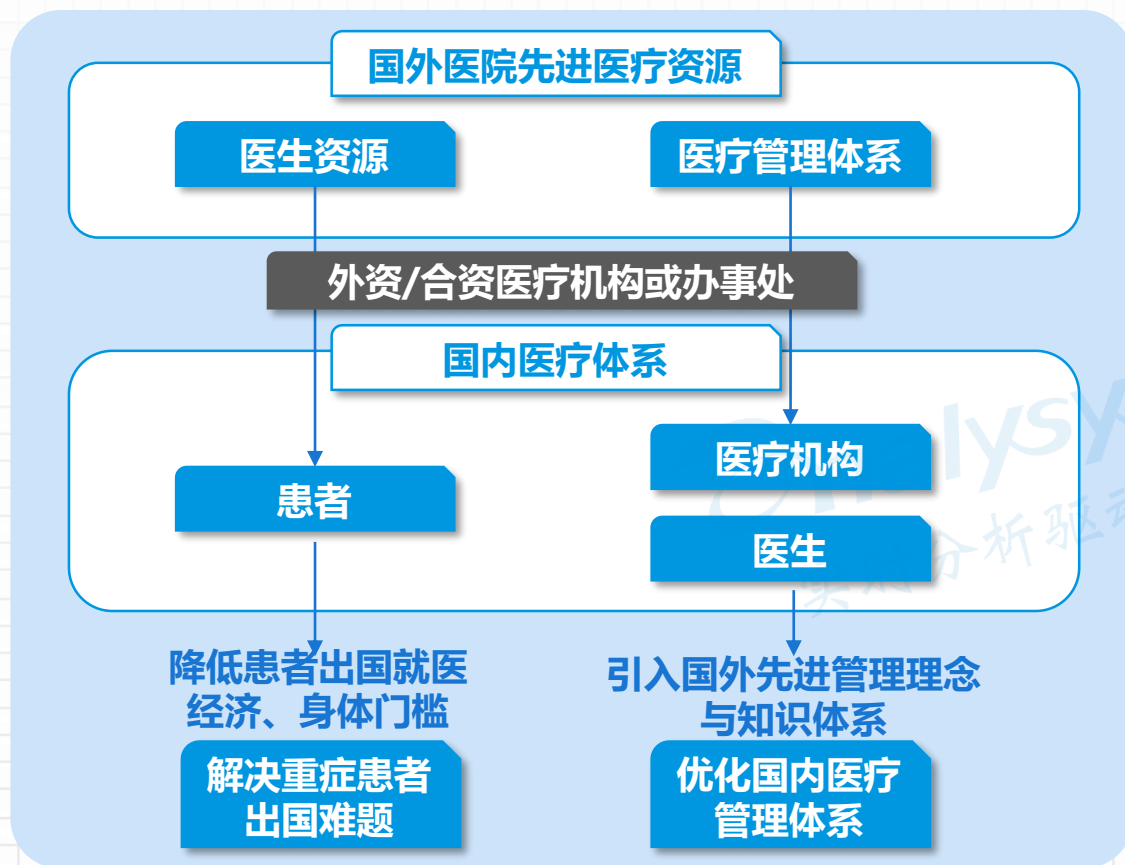 国外医院先进医疗资源
医生资源
医疗管理体系
外资/合资医疗机构或办事处
国内医疗体系
患者
医疗机构
医生
降低患者出国就医
经济、身体门槛
解决重症患者
出国难题
引入国外先进管理理念
与知识体系
优化国内医疗
管理体系